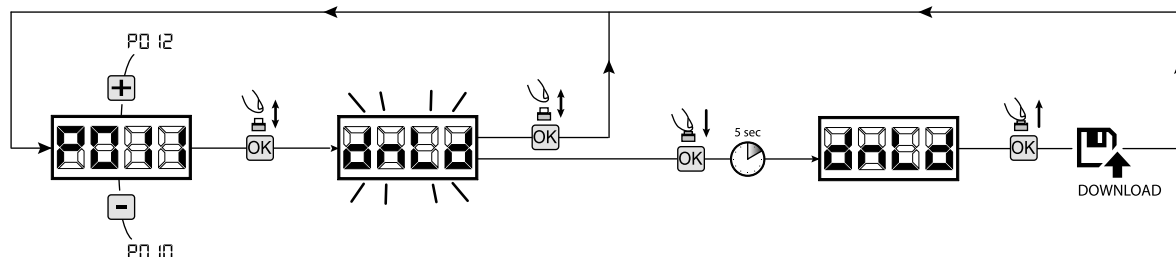 P012
+
P011
OK
dnLd
OK
OK
5 sec
dnLd
OK
DOWNLOAD
-
P010